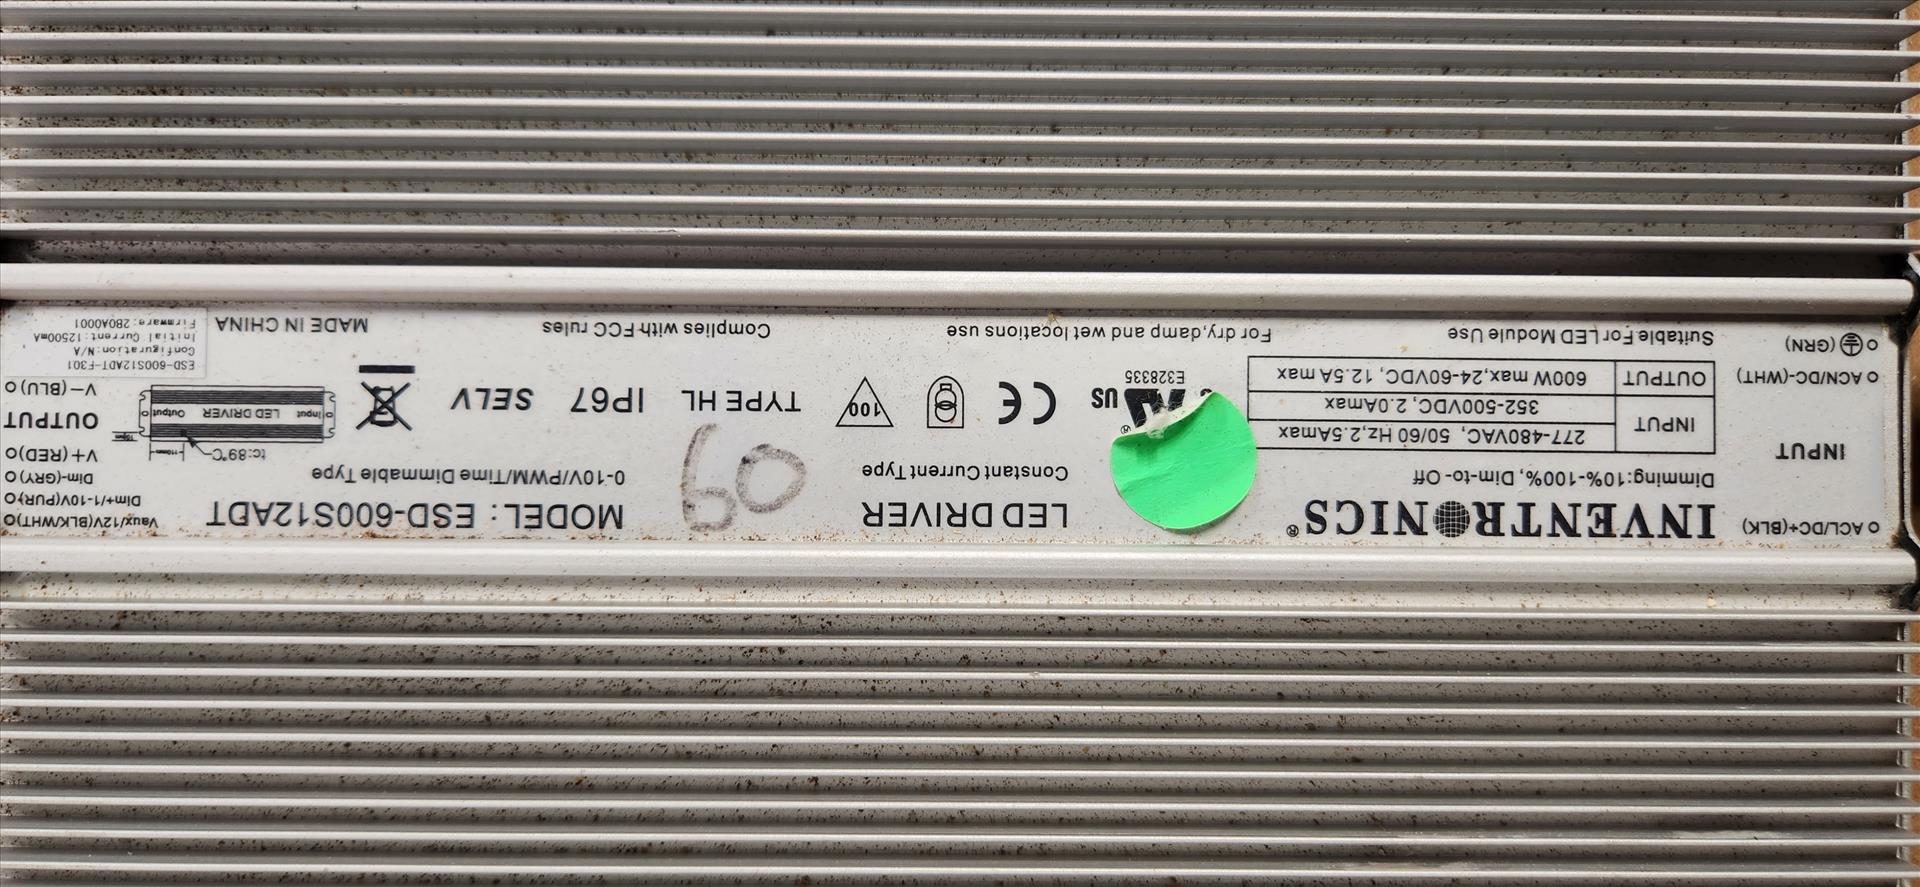 ACL/DC+(BLK)
INPUT
ACN/DC-(WHT)
(GRN)
INVENTRONICS®
Dimming:10%-100%, Dim-to-Off
INPUT
277-480VAC, 50/60 Hz,2.5Amax
352-500VDC, 2.0Amax
OUTPUT
600W max,24-60VDC, 12.5A max
Suitable For LED Module Use
®
US
E328335
For dry,damp and wet locations use
LED DRIVER
Constant Current Type
CE
100
TYPE HL
IP67
SELV
Complies with FCC rules
MODEL: ESD-600S12ADT
0-10V/PWM/Time Dimmable Type
tc:89°C
110mm
Input
LED DRIVER
Output
MADE IN CHINA
Vaux/12V(BLK/WHT)
Dim+/1-10V(PUR)
Dim-(GRY)
V+(RED)
OUTPUT
V-(BLU)
ESD-600S12ADT-F301
Configuration:N/A
Initial Current:12500mA
Firmware:2B0A0001